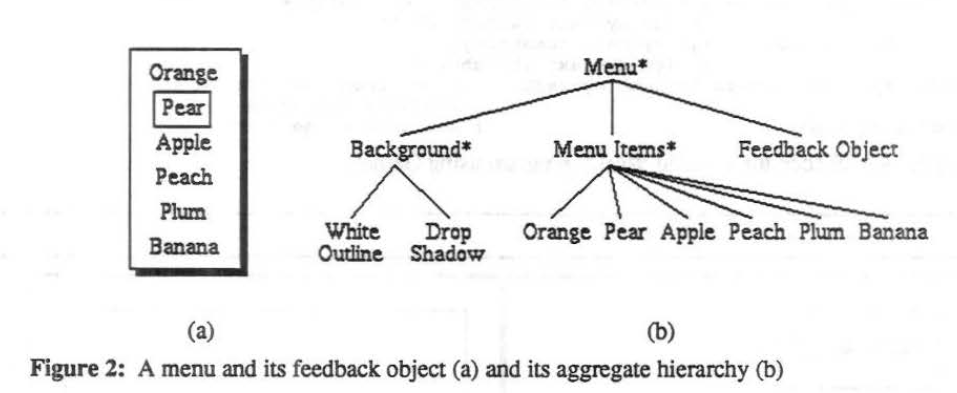 Orange
Pear
Apple
Peach
Plum
Banana
(a)
Menu*
Background* Menu Items* Feedback Object
White Outline
Drop Shadow
Orange Pear Apple Peach Plum Banana
(b)
Figure 2: A menu and its feedback object (a) and its aggregate hierarchy (b)